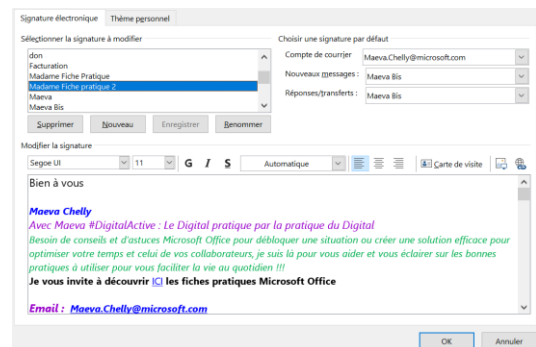 Signature électronique Thème personnel
Sélectionner la signature à modifier
don
Facturation
Madame Fiche Pratique
Madame Fiche pratique 2
Maeva
Maeva Bis
Supprimer Nouveau Enregistrer Renommer
Choisir une signature par défaut
Compte de courrier Maeva.Chelly@microsoft.com
Nouveaux messages : Maeva Bis
Réponses/transferts : Maeva Bis
Modifier la signature
Segoe UI 11 G I S Automatique Carte de visite
Bien à vous
Maeva Chelly
Avec Maeva #DigitalActive : Le Digital pratique par la pratique du Digital
Besoin de conseils et d'astuces Microsoft Office pour débloquer une situation ou créer une solution efficace pour
optimiser votre temps et celui de vos collaborateurs, je suis là pour vous aider et vous éclairer sur les bonnes
pratiques à utiliser pour vous faciliter la vie au quotidien !!!
Je vous invite à découvrir ICI les fiches pratiques Microsoft Office
Email : Maeva.Chelly@microsoft.com
OK Annuler